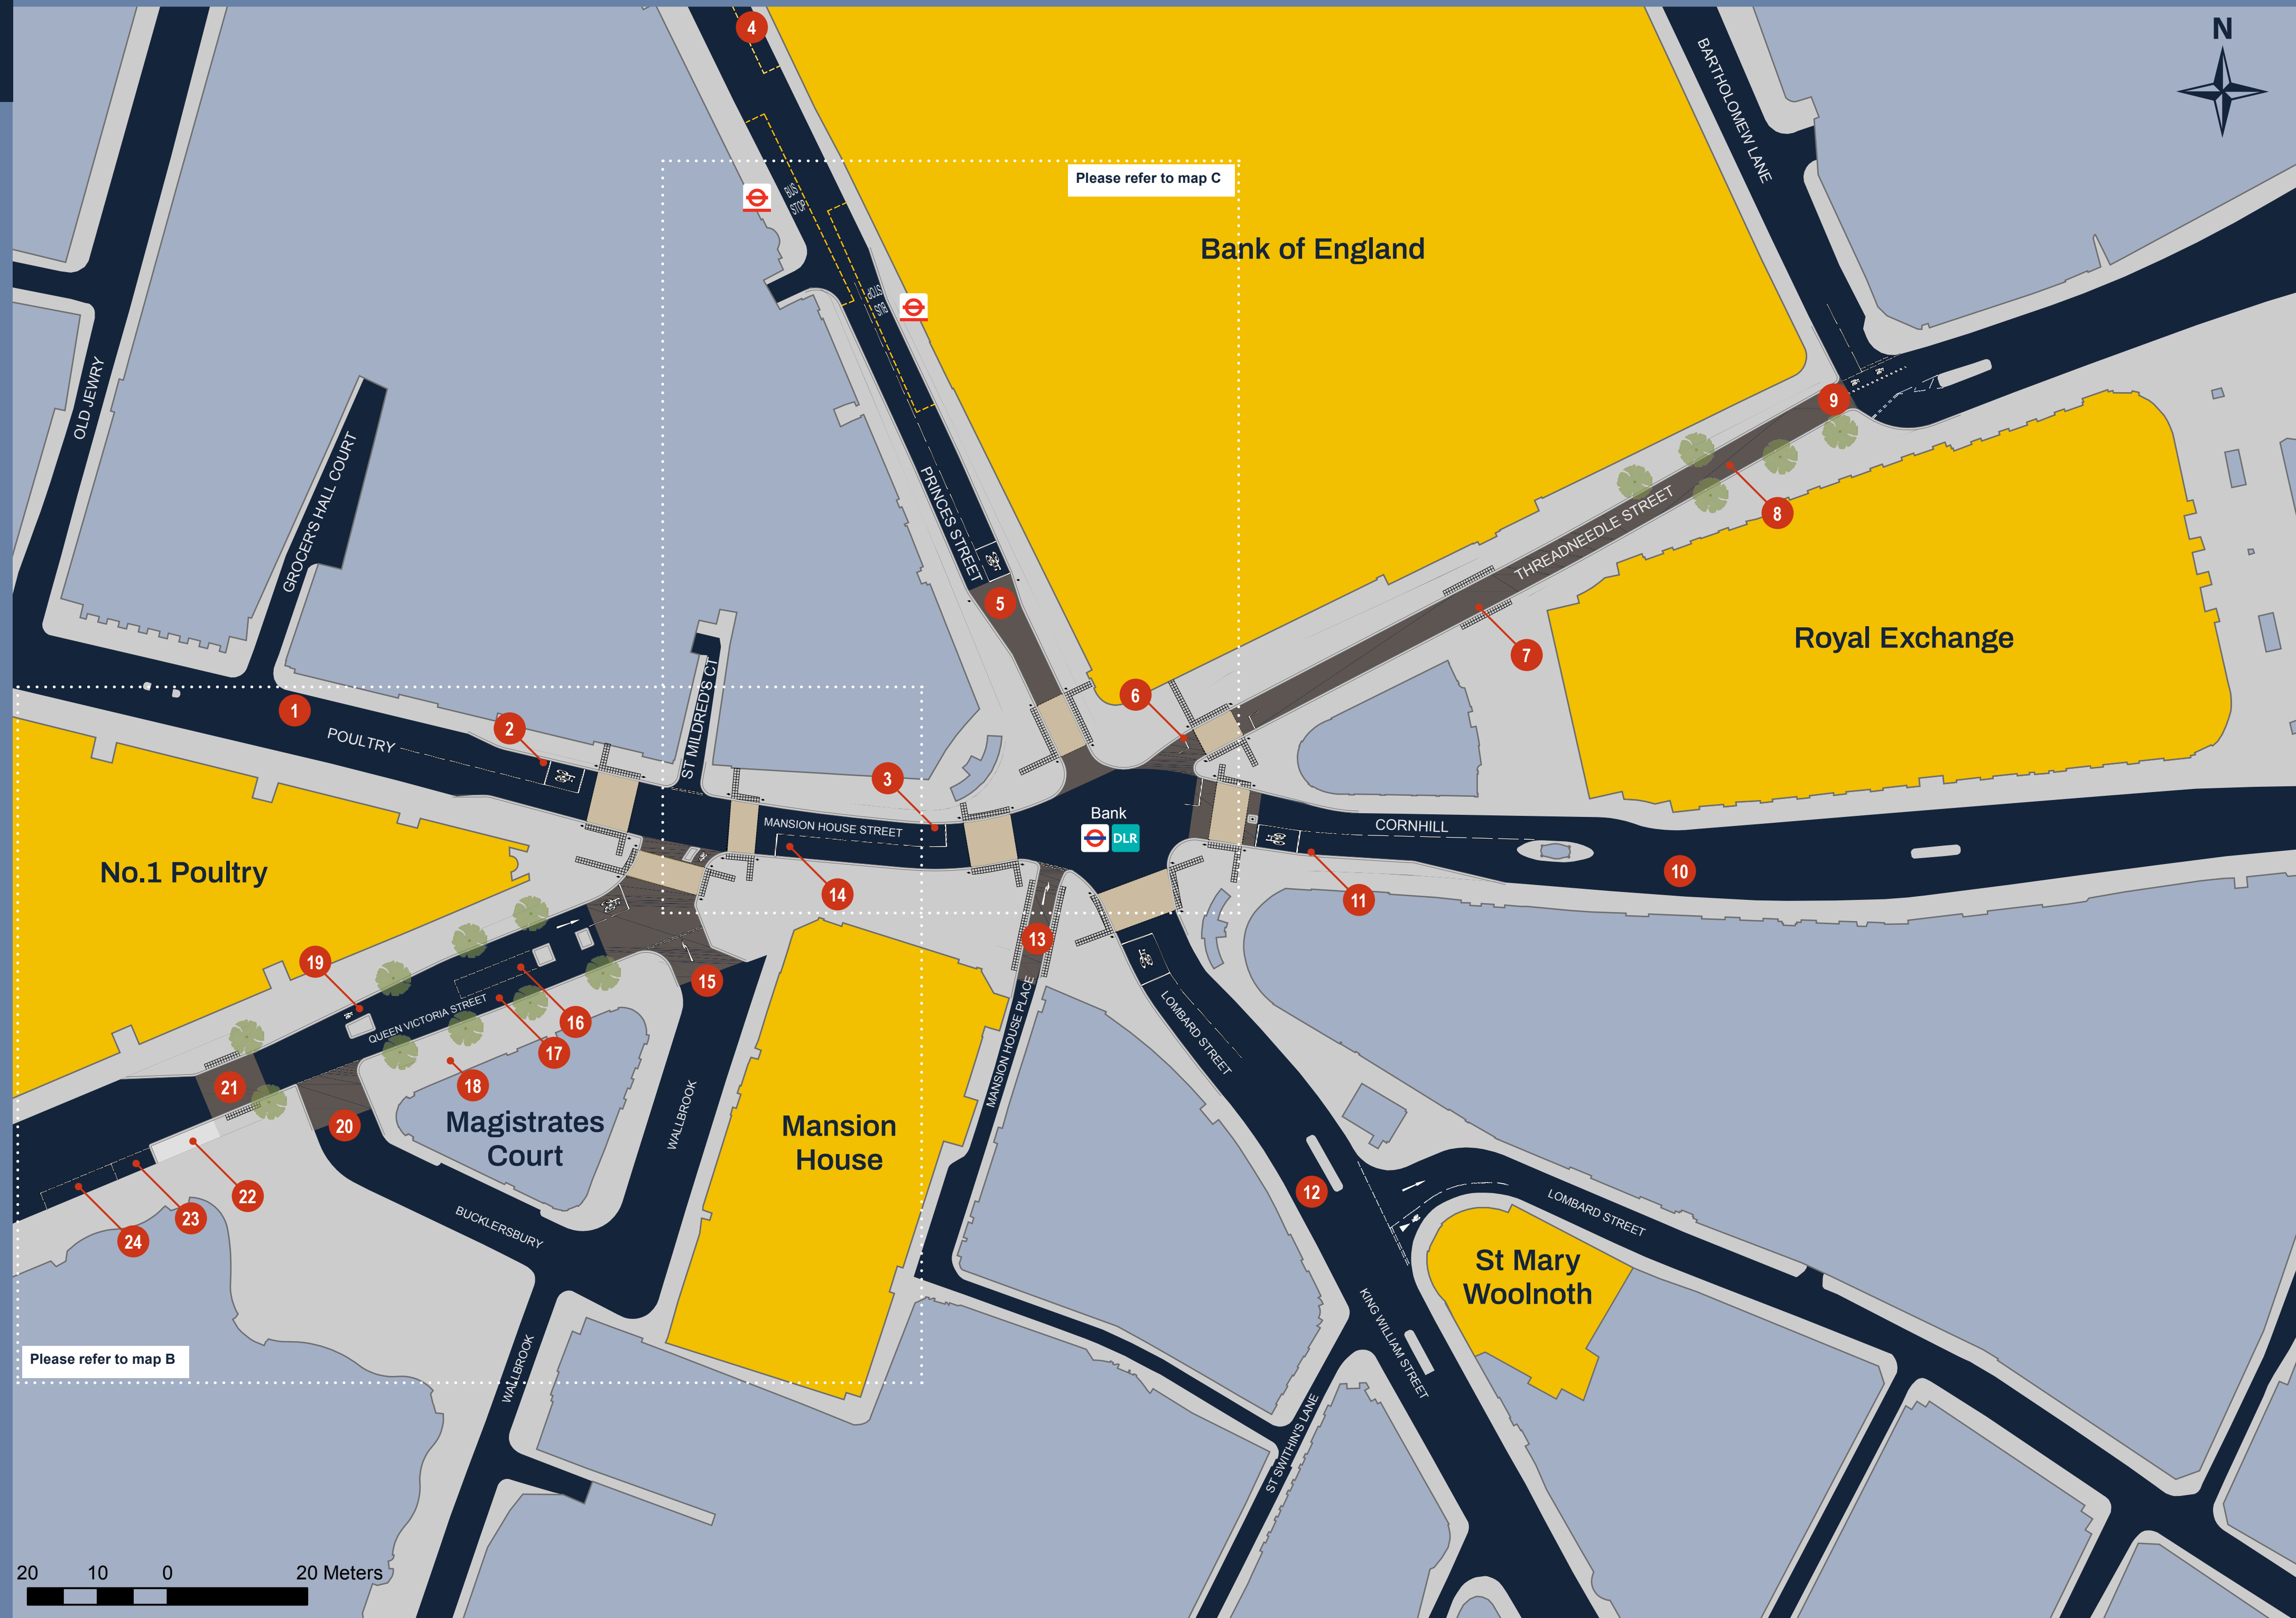 N
4
BARTHOLOMEW LANE
Please refer to map C
BUS
STOP
Bank of England
BUS
STOP
OLD JEWRY
9
GROCER'S HALL COURT
PRINCES STREET
THREADNEEDLE STREET
8
5
Royal Exchange
7
6
1
2
POULTRY
ST MILDRED'S CT
3
MANSION HOUSE STREET
Bank
DLR
CORNHILL
No.1 Poultry
14
10
11
13
19
15
16
QUEEN VICTORIA STREET
17
LOMBARD STREET
MANSION HOUSE PLACE
21
18
20
Magistrates
Court
WALLBROOK
Mansion
House
22
23
24
12
BUCKLERSBURY
LOMBARD STREET
St Mary
Woolnoth
KING WILLIAM STREET
Please refer to map B
WALLBROOK
ST SWITHIN'S LANE
20 10 0 20 Meters